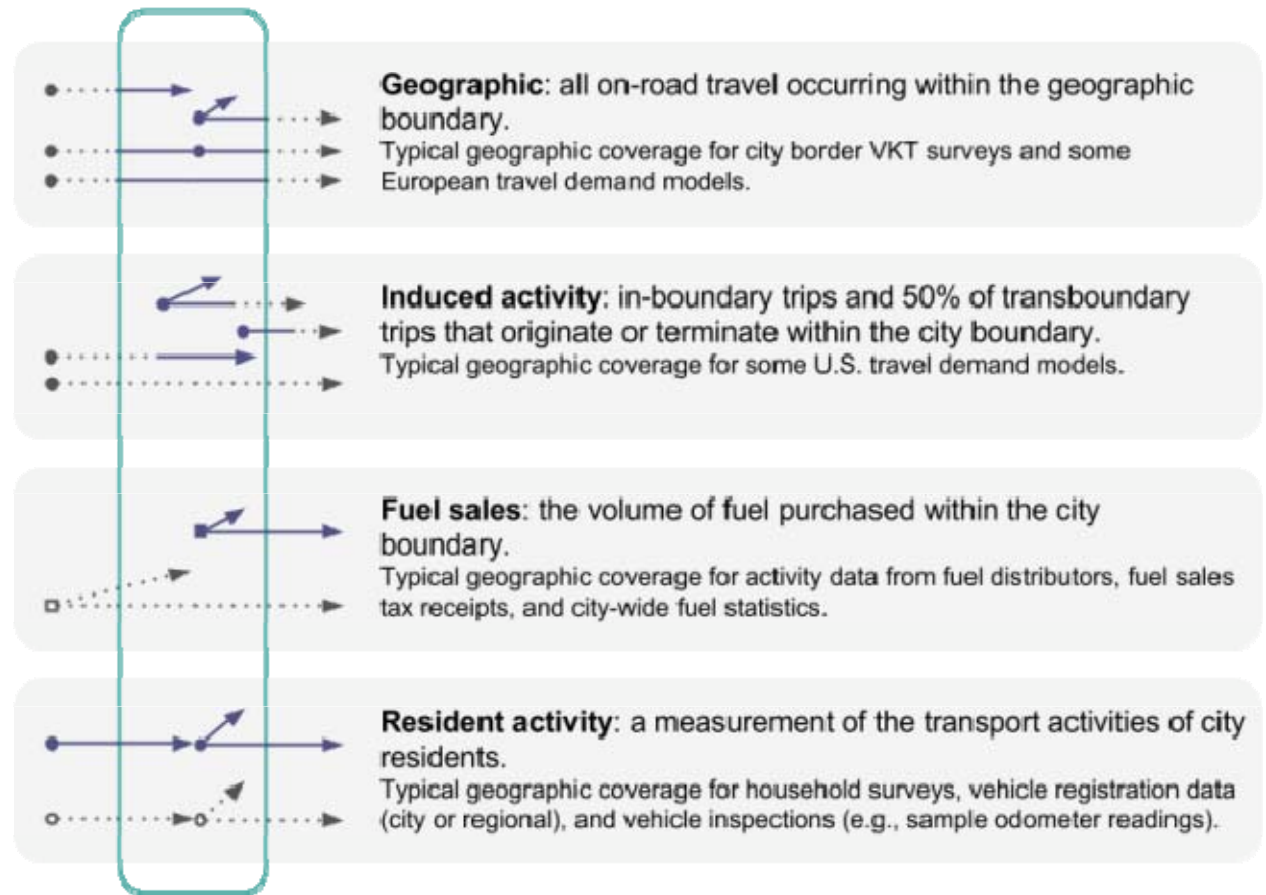 Geographic: all on-road travel occurring within the geographic
boundary.
Typical geographic coverage for city border VKT surveys and some
European travel demand models.
Induced activity: in-boundary trips and 50% of transboundary
trips that originate or terminate within the city boundary.
Typical geographic coverage for some U.S. travel demand models.
Fuel sales: the volume of fuel purchased within the city
boundary.
Typical geographic coverage for activity data from fuel distributors, fuel sales
tax receipts, and city-wide fuel statistics.
Resident activity: a measurement of the transport activities of city
residents.
Typical geographic coverage for household surveys, vehicle registration data
(city or regional), and vehicle inspections (e.g., sample odometer readings).